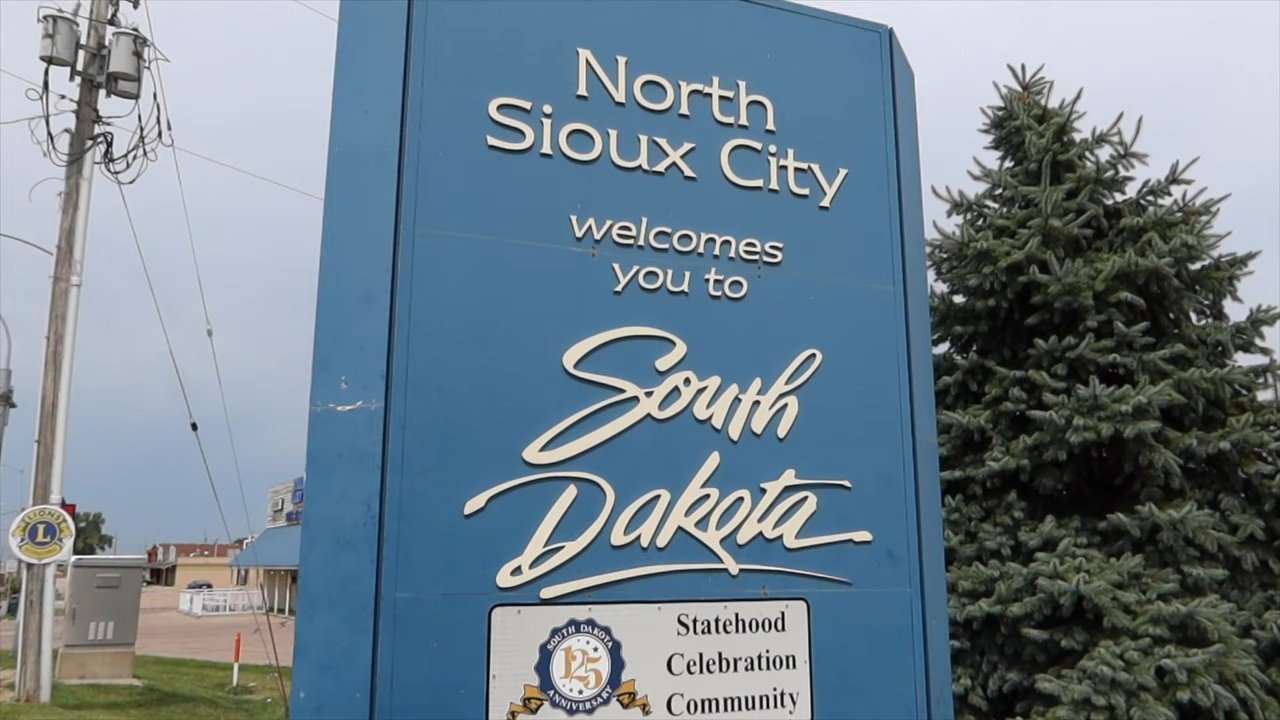 North
Sioux City
welcomes
you to
South
Dakota
SOUTH DAKOTA
125
ANNIVERSARY
Statehood
Celebration
Community
LIONS
L